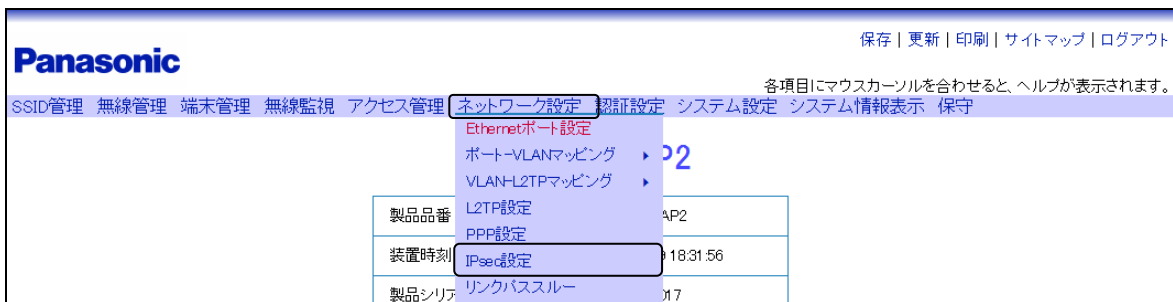 保存 | 更新 | 印刷 | サイトマップ | ログアウト
Panasonic
各項目にマウスカーソルを合わせると、ヘルプが表示されます。
SSID管理 無線管理 端末管理 無線監視 アクセス管理 ネットワーク設定 認証設定 システム設定 システム情報表示 保守
Ethernetポート設定
ポート-VLANマッピング
P2
VLAN-L2TPマッピング
L2TP設定
製品品番
AP2
PPP設定
装置時刻
18:31:56
IPsec設定
製品シリア
017
リンクパススルー